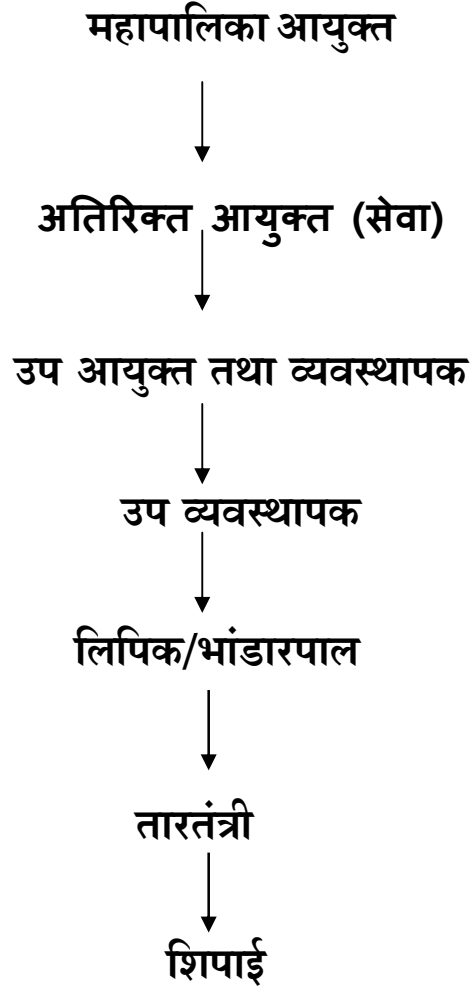 महापालिका आयुक्त
अतिरिक्त आयुक्त (सेवा)
उप आयुक्त तथा व्यवस्थापक
उप व्यवस्थापक
लिपिक/भांडारपाल
तारतंत्री
शिपाई